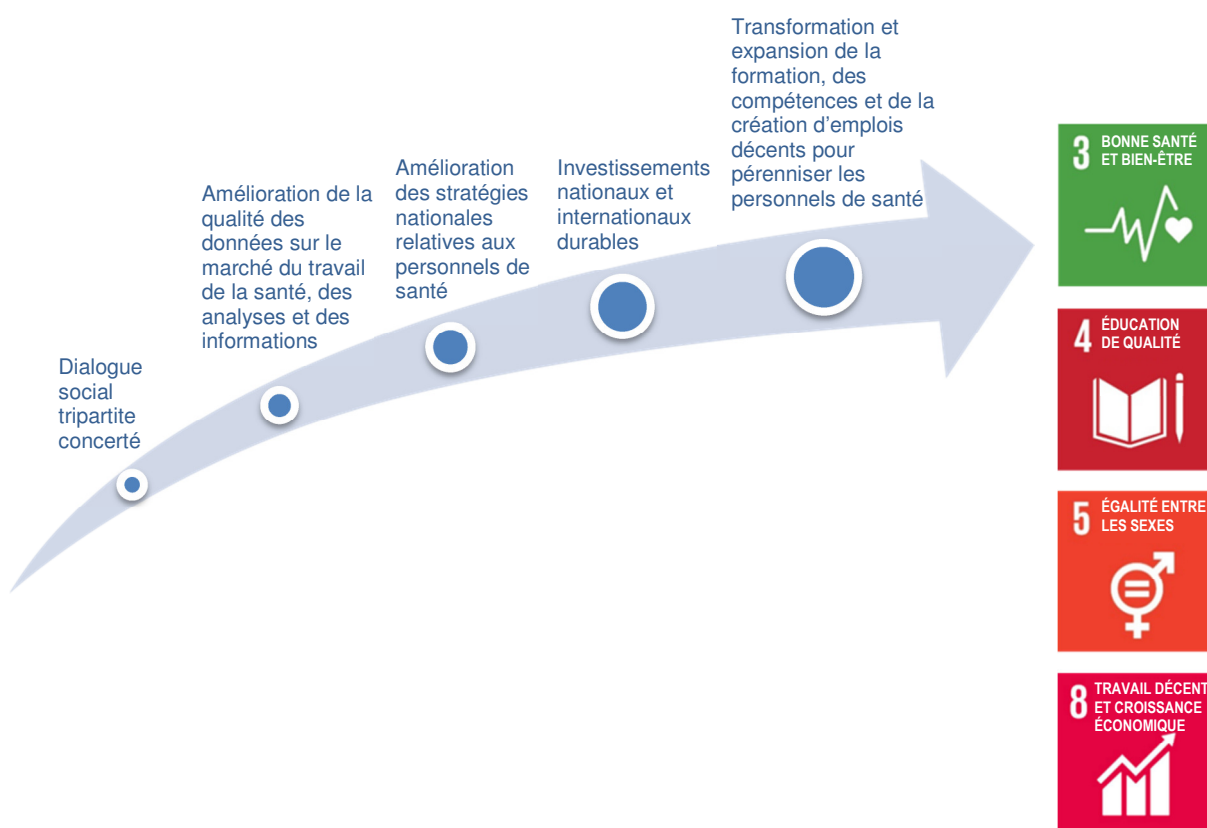 Dialogue
social
tripartite
concerté
Amélioration de la
qualité des
données sur le
marché du travail
de la santé, des
analyses et des
informations
Amélioration
des stratégies
nationales
relatives aux
personnels de
santé
Investissements
nationaux et
internationaux
durables
Transformation et
expansion de la
formation, des
compétences et de la
création d’emplois
décents pour
pérenniser les
personnels de santé
3 BONNE SANTÉ
ET BIEN-ÊTRE
4 ÉDUCATION
DE QUALITÉ
5 ÉGALITÉ ENTRE
LES SEXES
8 TRAVAIL DÉCENT
ET CROISSANCE
ÉCONOMIQUE